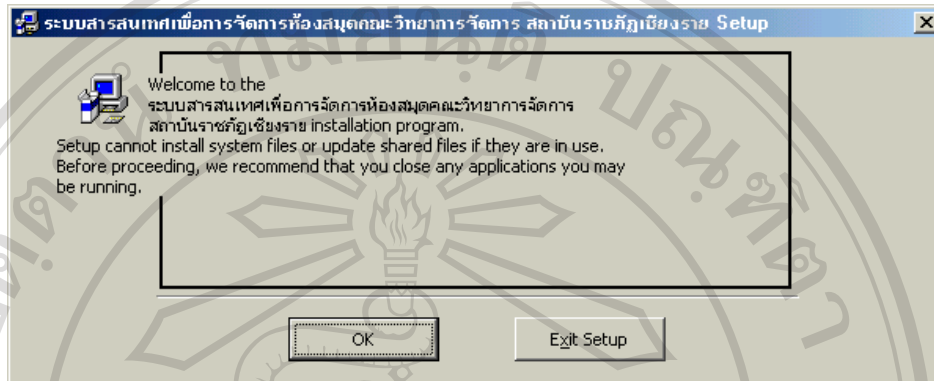 ระบบสารสนเทศเพื่อการจัดการห้องสมุดคณะวิทยาการจัดการ สถาบันราชภัฏเชียงราย Setup
Welcome to the
ระบบสารสนเทศเพื่อการจัดการห้องสมุดคณะวิทยาการจัดการ
สถาบันราชภัฏเชียงราย installation program.
Setup cannot install system files or update shared files if they are in use.
Before proceeding, we recommend that you close any applications you may
be running.
OK
Exit Setup